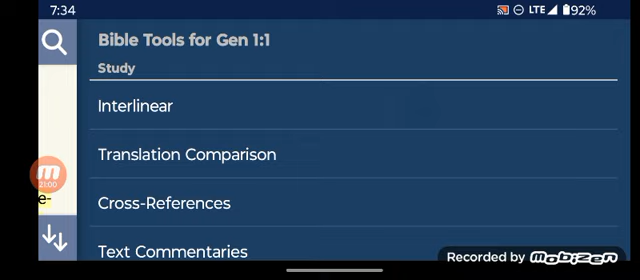 7:34 LTE 92%
Bible Tools for Gen 1:1
Study
Interlinear
Translation Comparison
21:00
e-
Cross-References
Text Commentaries
Recorded by Mobizen